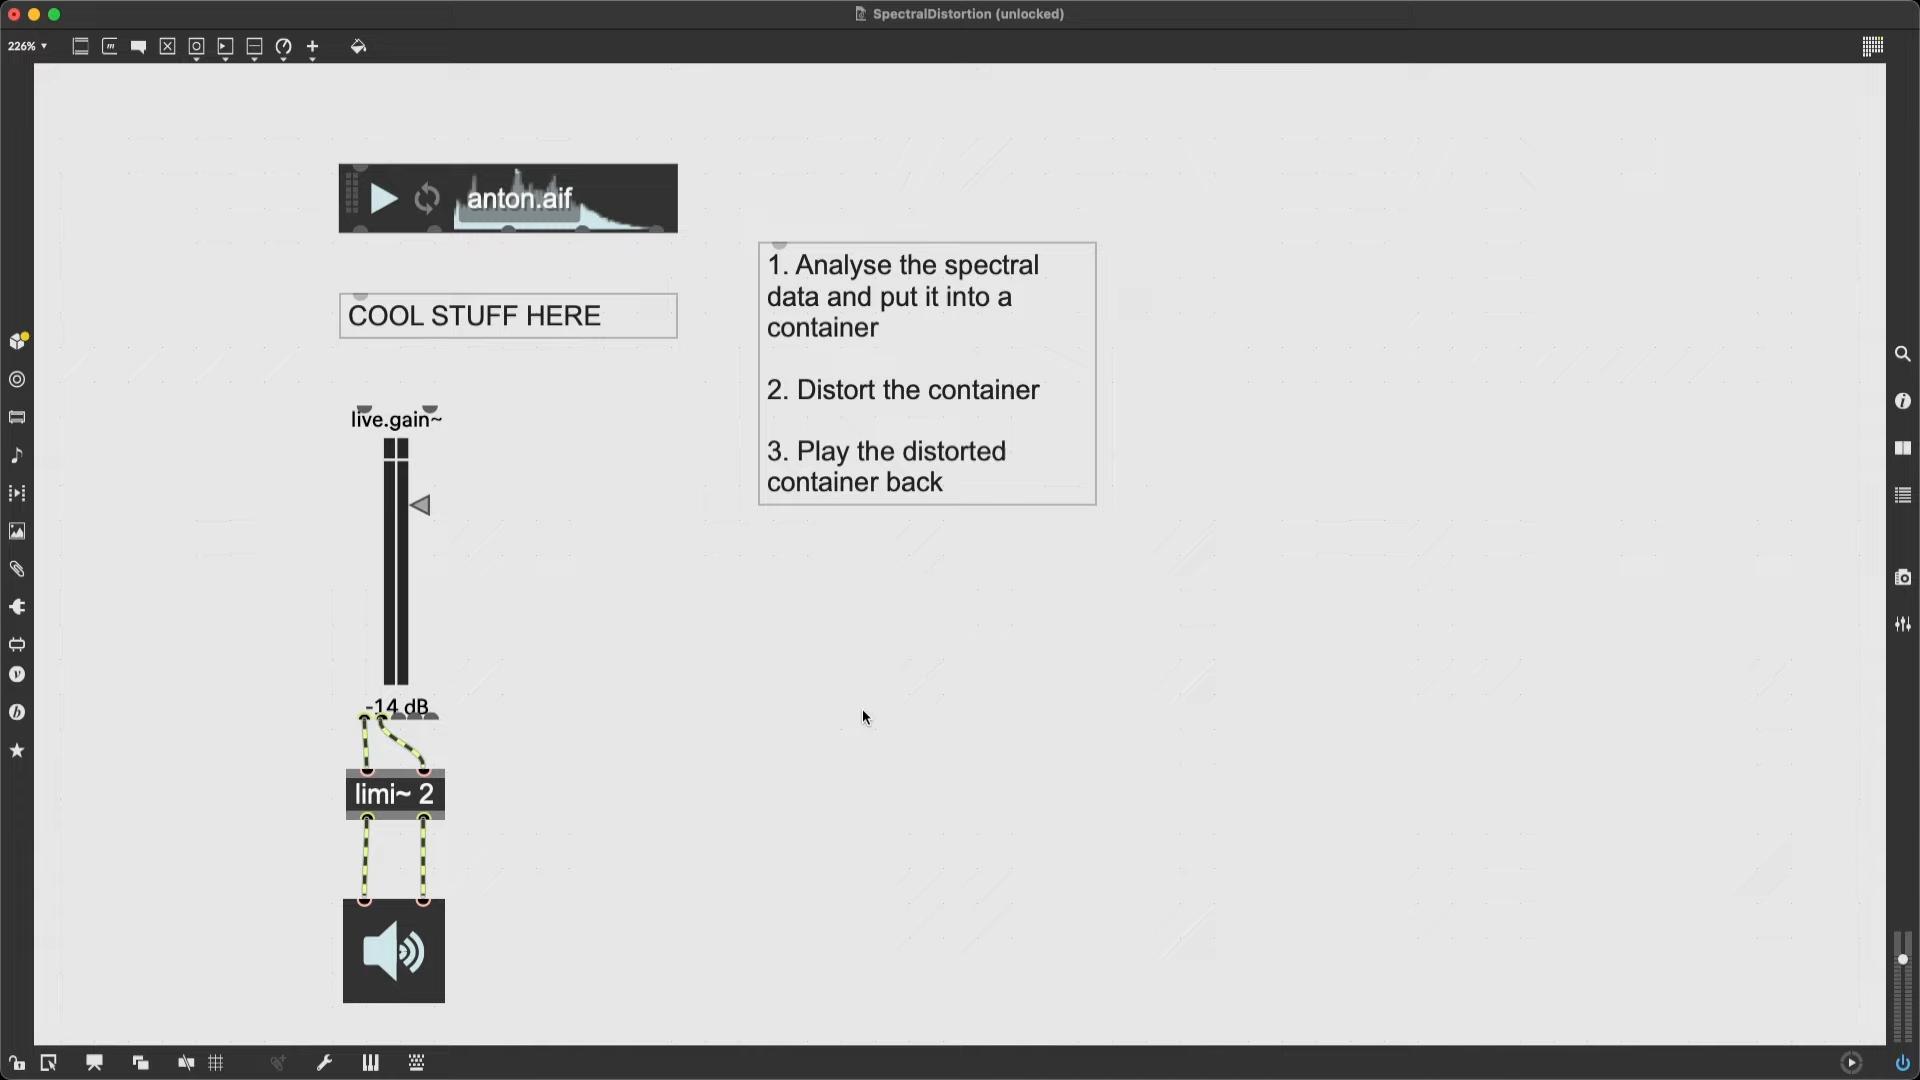 SpectralDistortion (unlocked)
226%
anton.aif
COOL STUFF HERE
1. Analyse the spectral
data and put it into a
container
2. Distort the container
3. Play the distorted
container back
live.gain~
-14 dB
limi~ 2